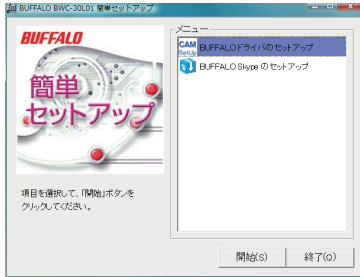 BUFFALO BWC-30L01 簡単セットアップ
BUFFALO
簡単
セットアップ
項目を選択して、「開始」ボタンを
クリックしてください。
メニュー
CAM
SetUp
BUFFALOドライバのセットアップ
BUFFALO Skype のセットアップ
開始(S)
終了(Q)